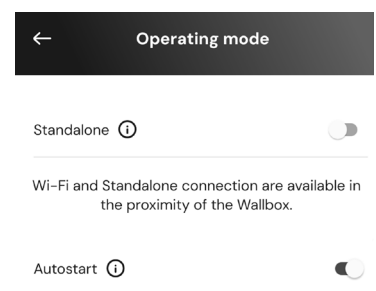 Operating mode
Standalone
Wi-Fi and Standalone connection are available in
the proximity of the Wallbox.
Autostart